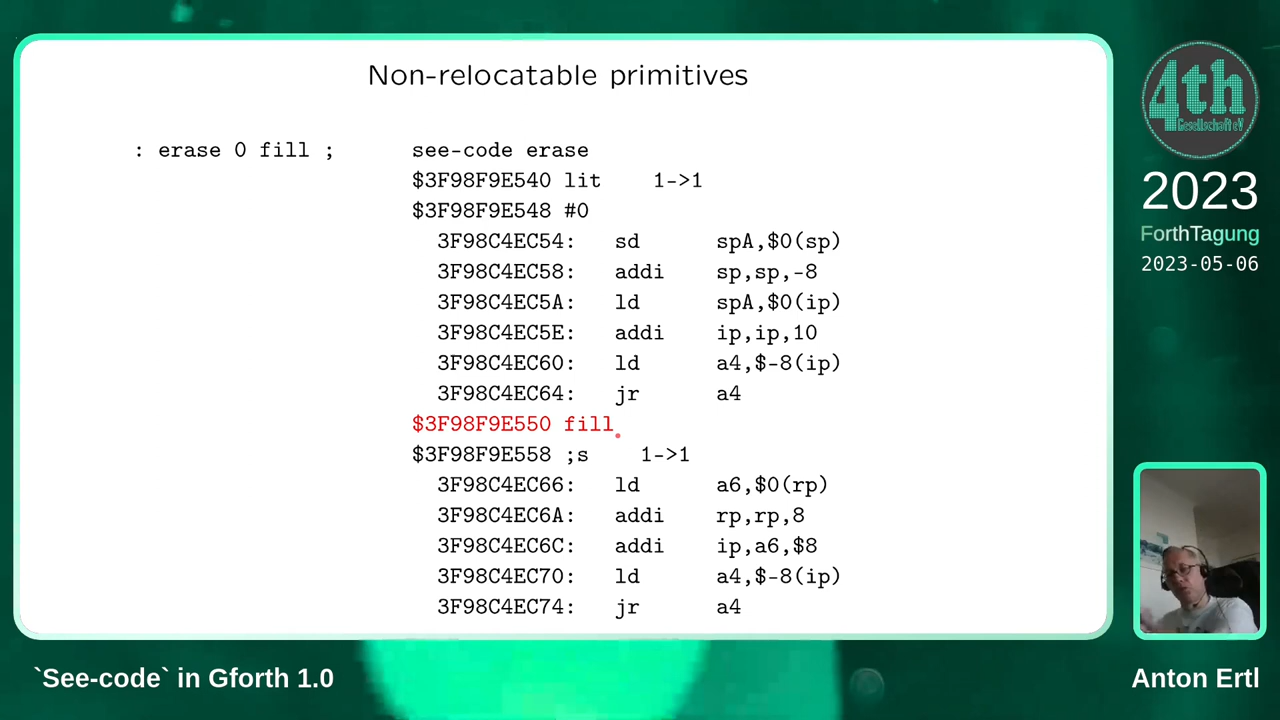 Non-relocatable primitives
: erase 0 fill ;
see-code erase
$3F98F9E540 lit 1->1
$3F98F9E548 #0
3F98C4EC54: sd spA,$0(sp)
3F98C4EC58: addi sp,sp,-8
3F98C4EC5A: ld spA,$0(ip)
3F98C4EC5E: addi ip,ip,10
3F98C4EC60: ld a4,$-8(ip)
3F98C4EC64: jr a4
$3F98F9E550 fill
$3F98F9E558 ;s 1->1
3F98C4EC66: ld a6,$0(rp)
3F98C4EC6A: addi rp,rp,8
3F98C4EC6C: addi ip,a6,$8
3F98C4EC70: ld a4,$-8(ip)
3F98C4EC74: jr a4
4th
Gesellschaft eV
2023
ForthTagung
2023-05-06
`See-code` in Gforth 1.0
Anton Ertl